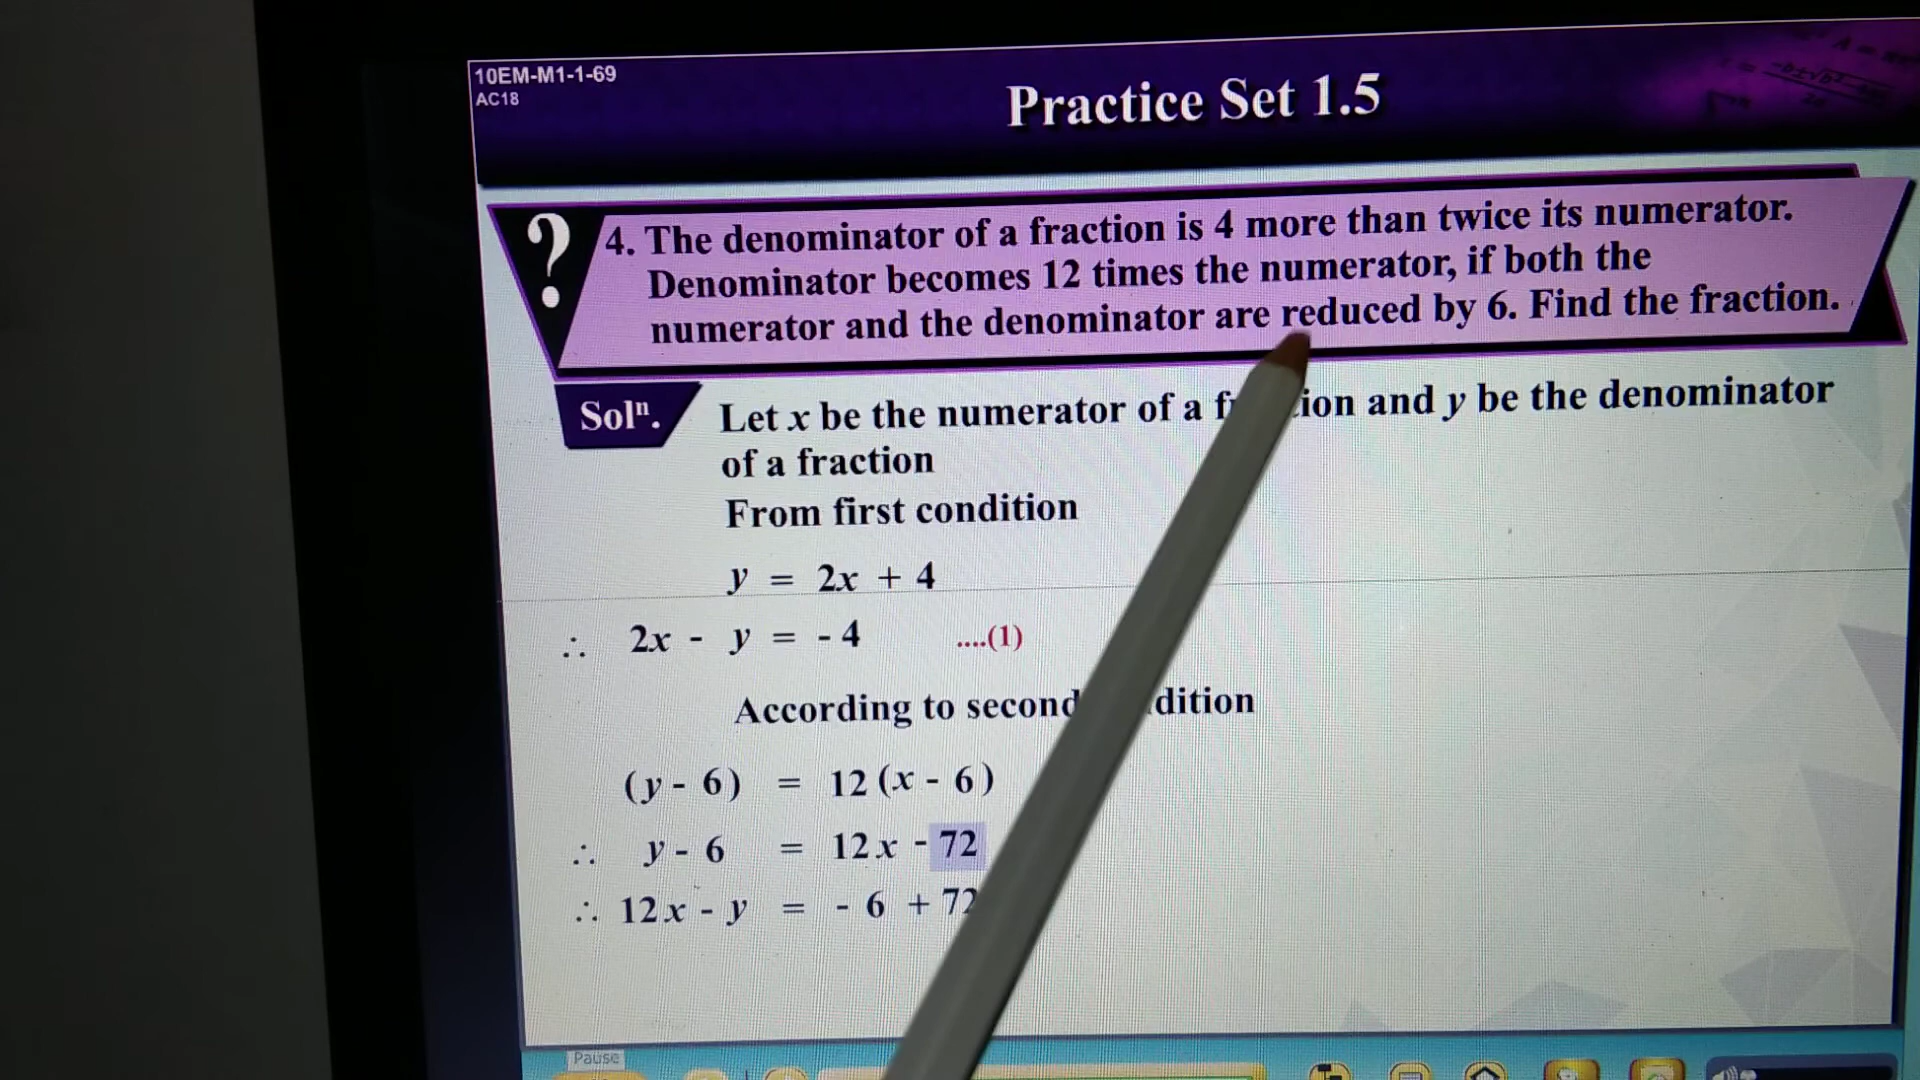 10EM-M1-1-69
AC18
Practice Set 1.5
?
4. The denominator of a fraction is 4 more than twice its numerator.
Denominator becomes 12 times the numerator, if both the
numerator and the denominator are reduced by 6. Find the fraction.
Solⁿ.
Let x be the numerator of a f ion and y be the denominator
of a fraction
From first condition
y = 2x + 4
∴ 2x - y = - 4 ....(1)
According to second dition
(y - 6) = 12 (x - 6)
∴ y - 6 = 12x - 72
∴ 12x - y = - 6 + 72
Pause